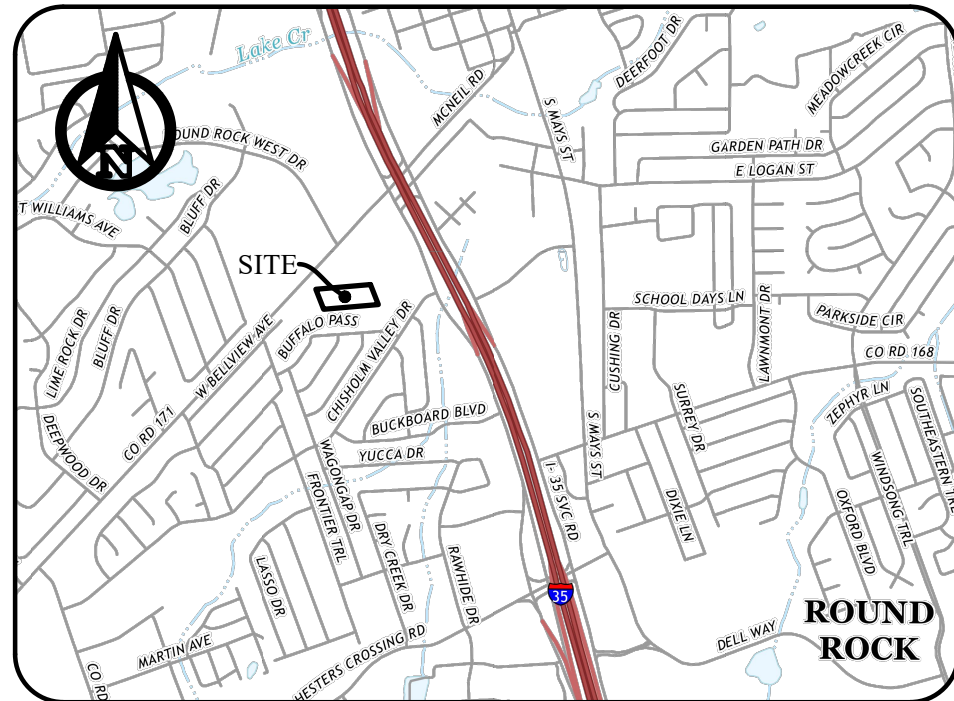 Lake Cr
MCNEIL RD
S MAYS ST
DEERFOOT DR
MEADOWCREEK CIR
N
OUND ROCK WEST DR
GARDEN PATH DR
E LOGAN ST
T WILLIAMS AVE
BLUFF DR
SITE
BUFFALO PASS
SCHOOL DAYS LN
LAWNMONT DR
PARKSIDE CIR
LIME ROCK DR
BLUFF DR
W BELLVIEW AVE
CHISHOLM VALLEY DR
CUSHING DR
CO RD 168
CO RD 171
BUCKBOARD BLVD
SURREY DR
ZEPHYR LN
SOUTHEASTERN TRL
DEEPWOOD DR
YUCCA DR
S MAYS ST
WAGONGAP DR
FRONTIER TRL
I- 35 SVC RD
DIXIE LN
WINDSONG TRL
OXFORD BLVD
LASSO DR
DRY CREEK DR
RAWHIDE DR
35
MARTIN AVE
HESTERS CROSSING RD
DELL WAY
ROUND
ROCK
CO RD